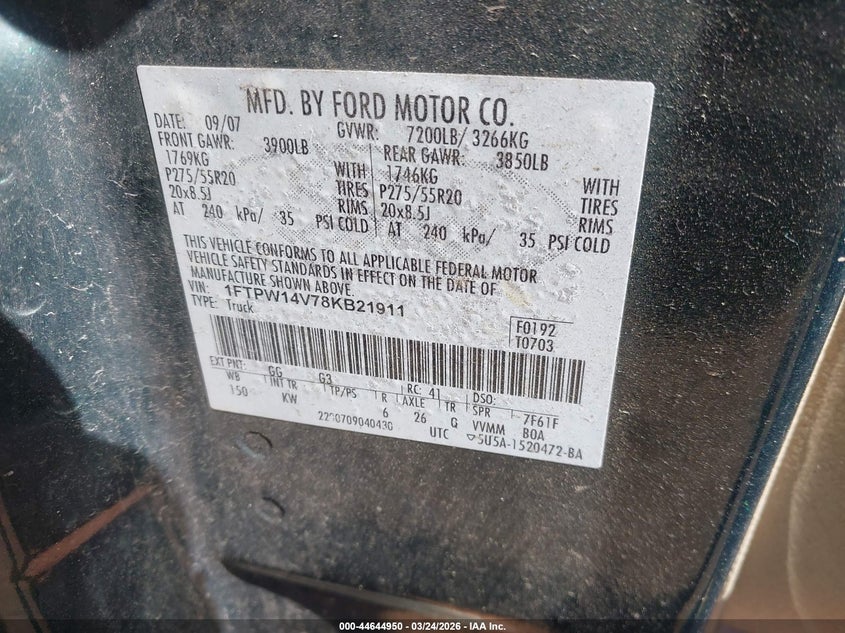 MFD. BY FORD MOTOR CO.
DATE: 09/07 GVWR: 7200LB/ 3266KG
FRONT GAWR: 3900LB REAR GAWR: 3850LB
1769KG WITH 1746KG WITH
P275/55R20 TIRES P275/55R20 TIRES
20x8.5J RIMS 20x8.5J RIMS
AT 240 kPa/ 35 PSI COLD AT 240 kPa/ 35 PSI COLD
THIS VEHICLE CONFORMS TO ALL APPLICABLE FEDERAL MOTOR
VEHICLE SAFETY STANDARDS IN EFFECT ON THE DATE OF
MANUFACTURE SHOWN ABOVE.
VIN: 1FTPW14V78KB21911
TYPE: Truck
F0192
T0703
EXT PNT: GG G3 RC: 41 DSO:
WB INT TR TP/PS R AXLE TR SPR 7F61F
150 KW 6 26 G VVMM BOA
UTC 5U5A-1520472-BA
000-44644950 - 03/24/2026 - IAA Inc.